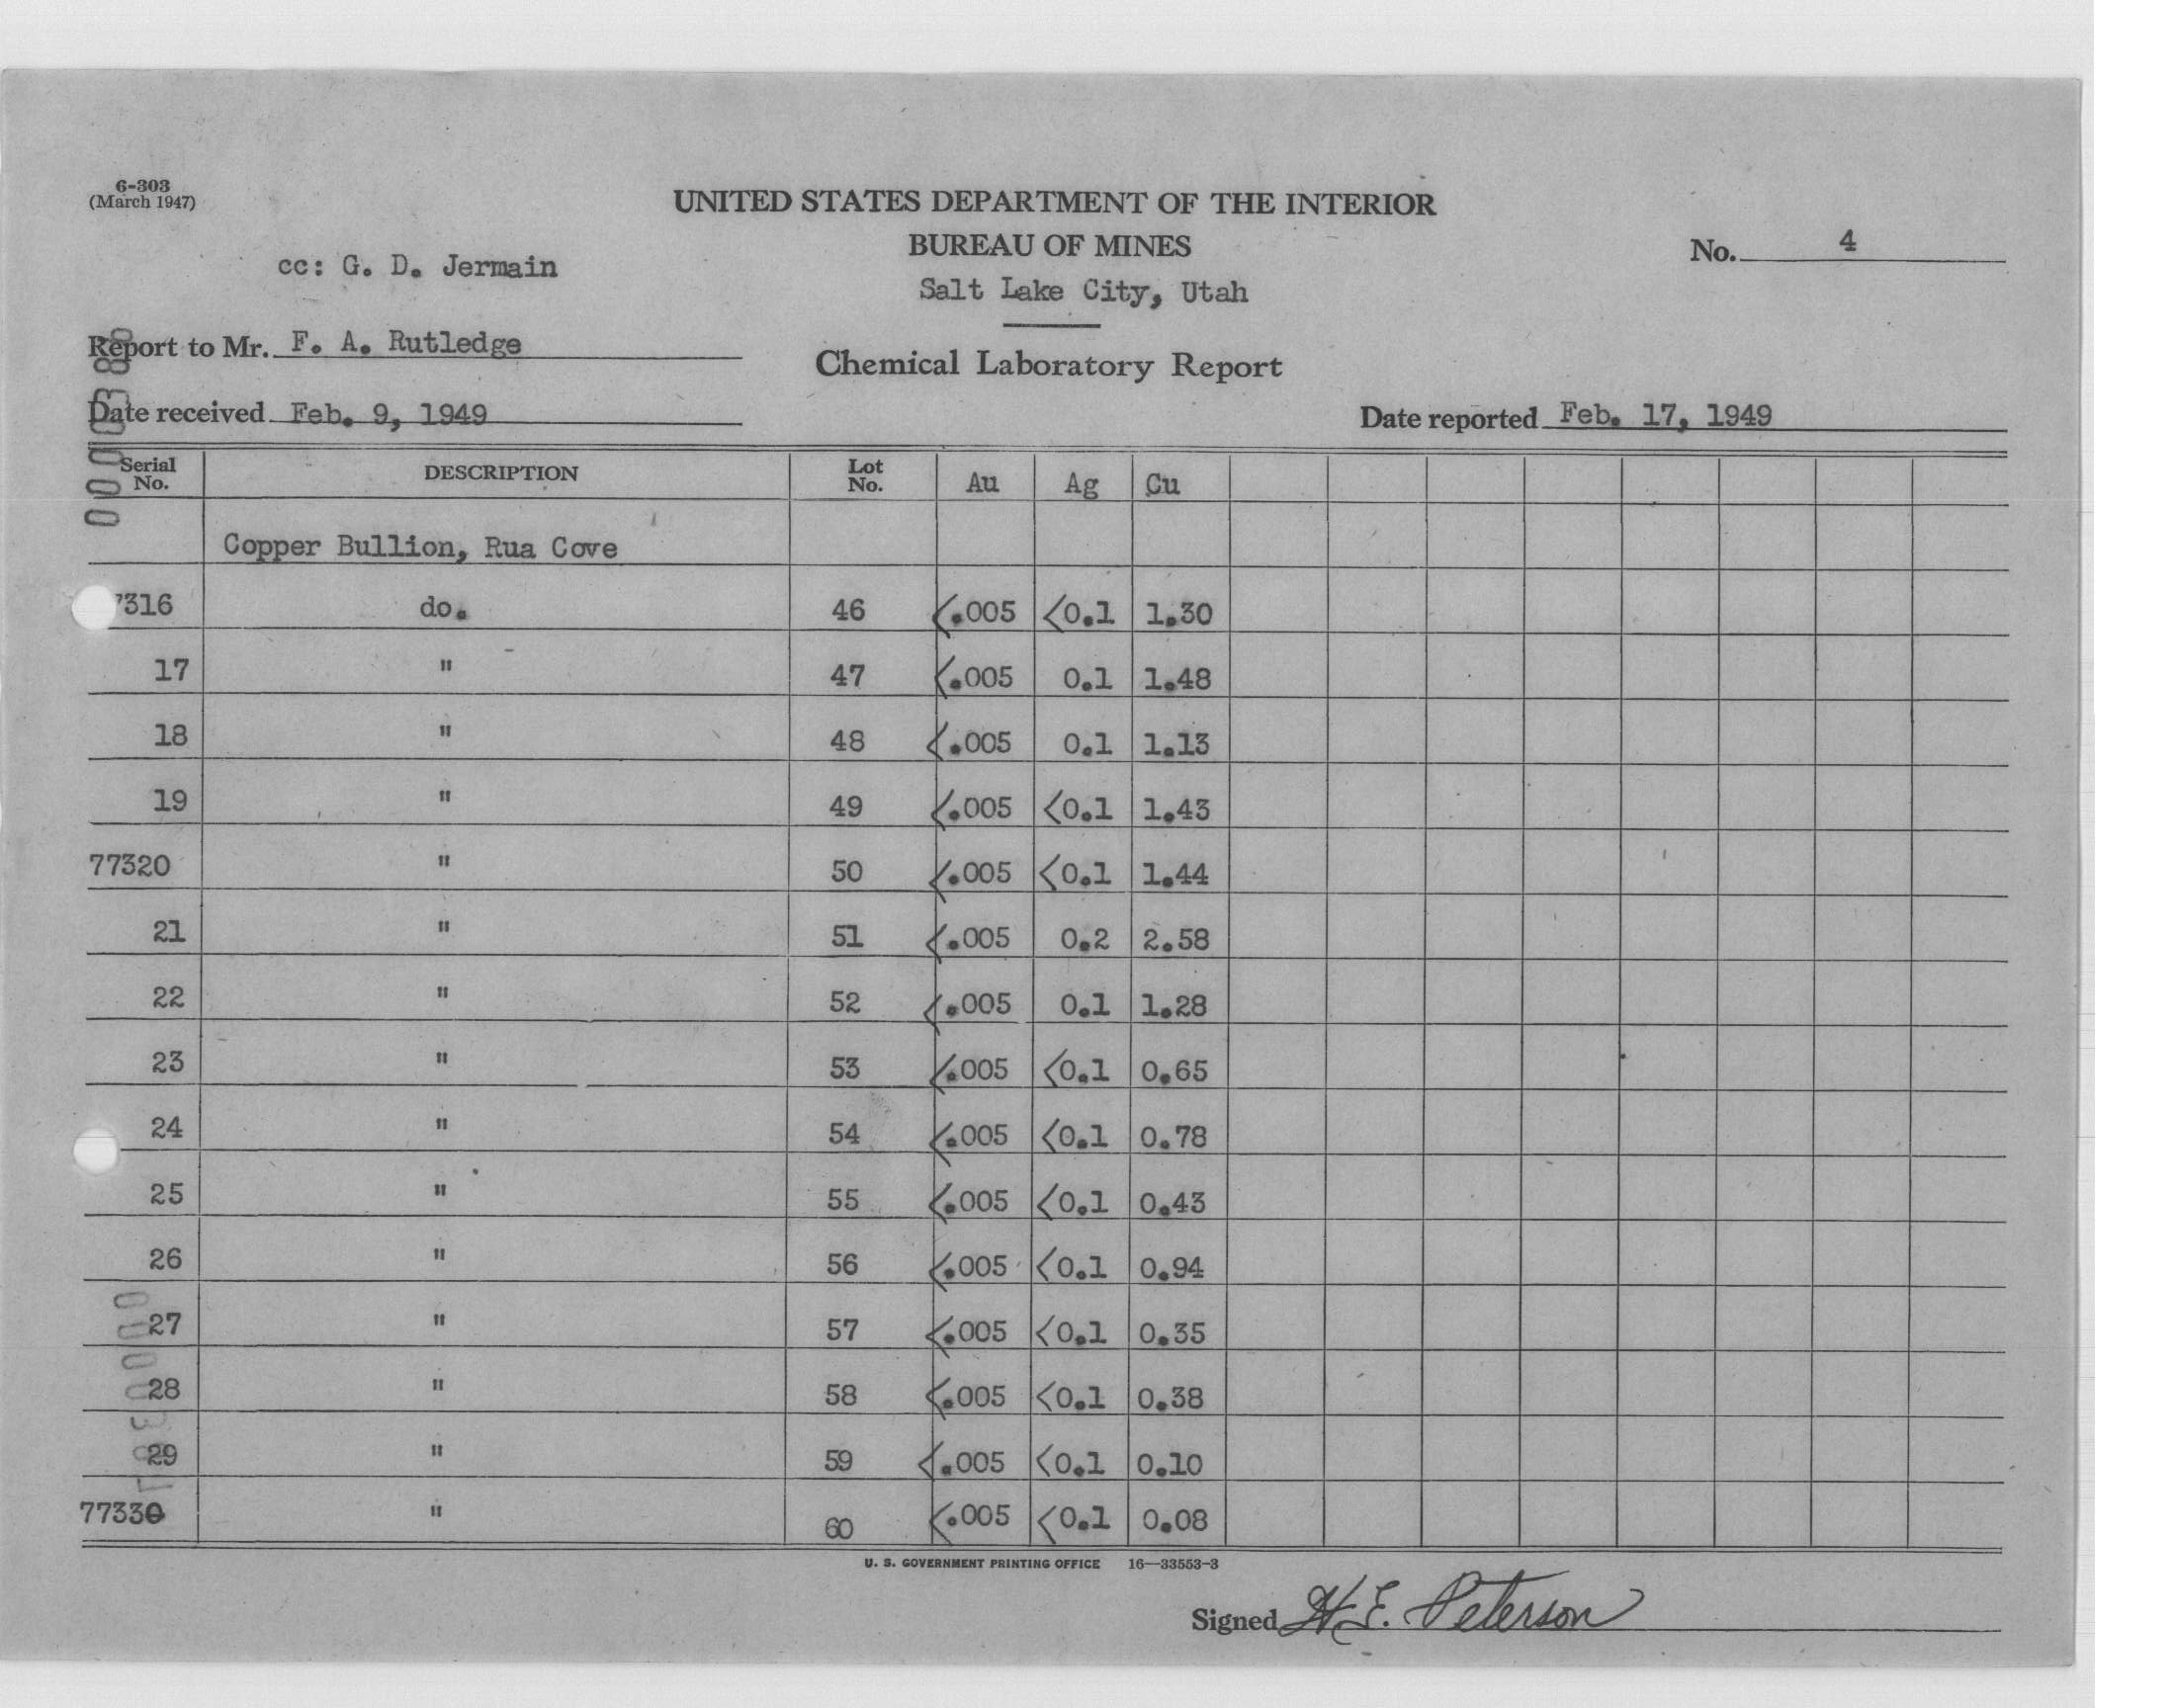 6-303
(March 1947)
UNITED STATES DEPARTMENT OF THE INTERIOR
BUREAU OF MINES
No. 4
cc: G. D. Jermain
Salt Lake City, Utah
Report to Mr. F. A. Rutledge
Chemical Laboratory Report
Date received Feb. 9, 1949
Date reported Feb. 17, 1949
Serial No. DESCRIPTION Lot No. Au Ag Cu
Copper Bullion, Rua Cove
7316 do. 46 <.005 <0.1 1.30
17 " 47 <.005 0.1 1.48
18 " 48 <.005 0.1 1.13
19 " 49 <.005 <0.1 1.43
77320 " 50 <.005 <0.1 1.44
21 " 51 <.005 0.2 2.58
22 " 52 <.005 0.1 1.28
23 " 53 <.005 <0.1 0.65
24 " 54 <.005 <0.1 0.78
25 " 55 <.005 <0.1 0.43
26 " 56 <.005 <0.1 0.94
27 " 57 <.005 <0.1 0.35
28 " 58 <.005 <0.1 0.38
29 " 59 <.005 <0.1 0.10
77330 " 60 <.005 <0.1 0.08
U. S. GOVERNMENT PRINTING OFFICE 16—33553-3
Signed H. E. Peterson